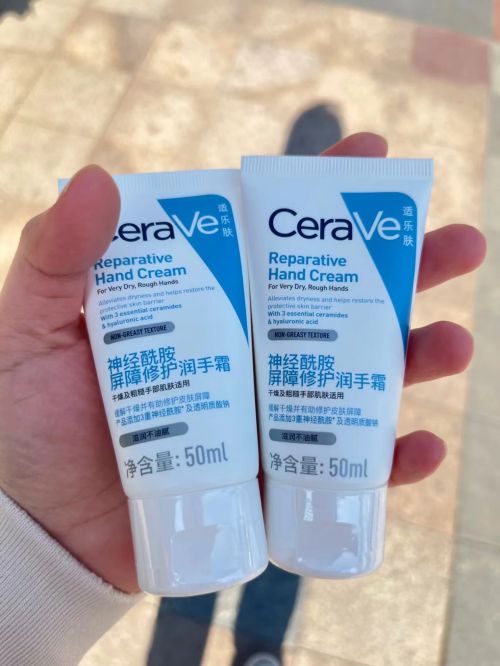 CeraVe
Reparative
Hand Cream
For Very Dry, Rough Hands
Alleviates dryness and helps restore the
protective skin barrier
With 3 essential ceramides
& hyaluronic acid
NON-GREASY TEXTURE
神经酰胺
屏障修护润手霜
干燥及粗糙手部肌肤适用
缓解干燥并有助修护皮肤屏障
产品添加3重神经酰胺*及透明质酸钠
滋润不油腻
净含量: 50ml
CeraVe
适乐肤
Reparative
Hand Cream
For Very Dry, Rough Hands
Alleviates dryness and helps restore the
protective skin barrier
With 3 essential ceramides
& hyaluronic acid
NON-GREASY TEXTURE
神经酰胺
屏障修护润手霜
干燥及粗糙手部肌肤适用
缓解干燥并有助修护皮肤屏障
产品添加3重神经酰胺*及透明质酸钠
滋润不油腻
净含量: 50ml